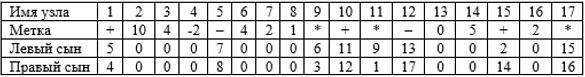 Имя узла 1 2 3 4 5 6 7 8 9 10 11 12 13 14 15 16 17
Метка + 10 4 -2 – 4 2 1 * + * – 0 5 + 2 *
Левый сын 5 0 0 0 7 0 0 0 6 11 9 13 0 0 2 0 15
Правый сын 4 0 0 0 8 0 0 0 3 12 1 17 0 0 14 0 16